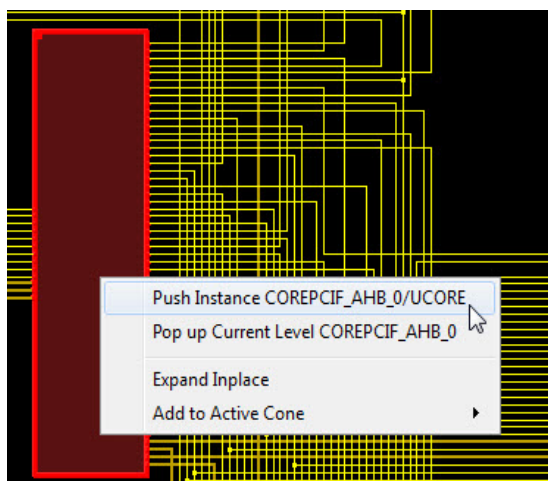 Push Instance COREPCIF_AHB_0/UCORE
Pop up Current Level COREPCIF_AHB_0
Expand Inplace
Add to Active Cone